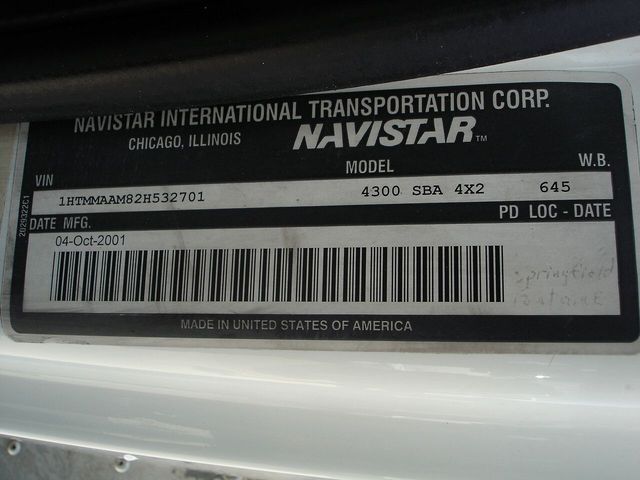 NAVISTAR INTERNATIONAL TRANSPORTATION CORP.
CHICAGO, ILLINOIS NAVISTAR™
VIN MODEL W.B.
1HTMMAAM82H532701 4300 SBA 4X2 645
DATE MFG. PD LOC - DATE
04-Oct-2001
springfield
MADE IN UNITED STATES OF AMERICA
2029322C1